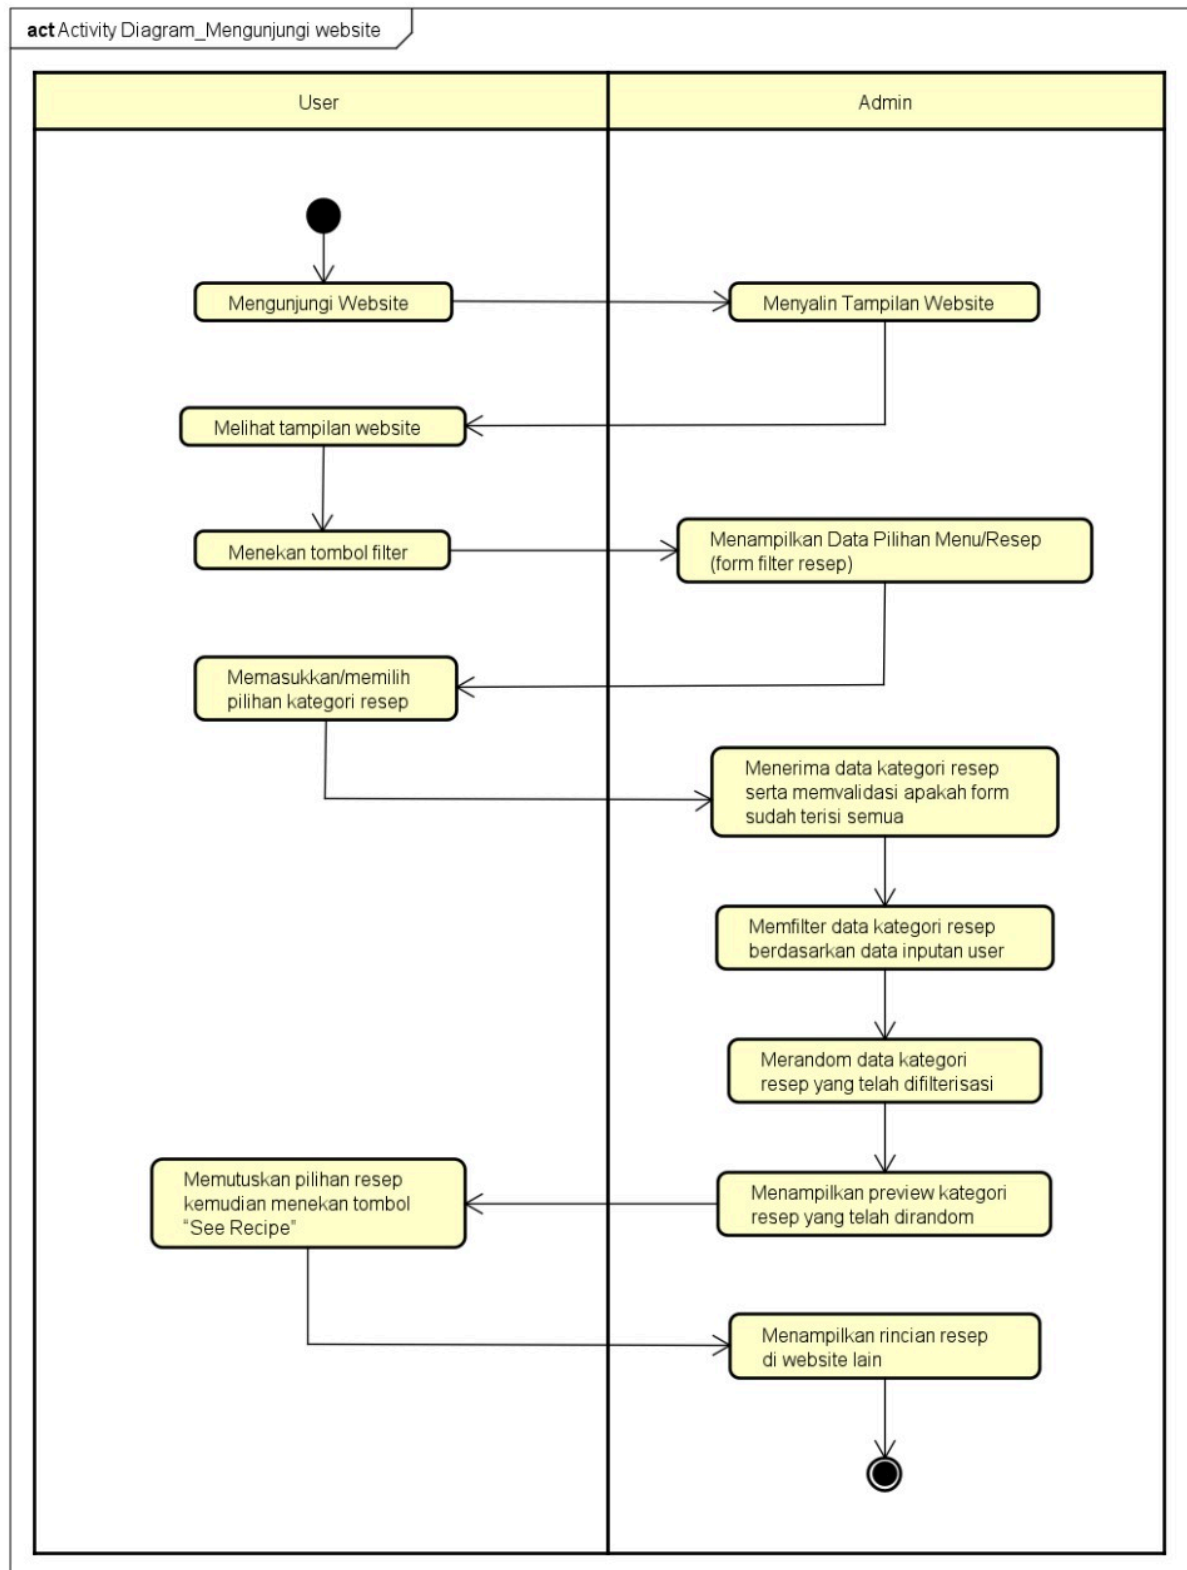 act Activity Diagram_Mengunjungi website
User
Admin
Mengunjungi Website
Menyalin Tampilan Website
Melihat tampilan website
Menekan tombol filter
Menampilkan Data Pilihan Menu/Resep
(form filter resep)
Memasukkan/memilih
pilihan kategori resep
Menerima data kategori resep
serta memvalidasi apakah form
sudah terisi semua
Memfilter data kategori resep
berdasarkan data inputan user
Merandom data kategori
resep yang telah difilterisasi
Menampilkan preview kategori
resep yang telah dirandom
Memutuskan pilihan resep
kemudian menekan tombol
“See Recipe”
Menampilkan rincian resep
di website lain